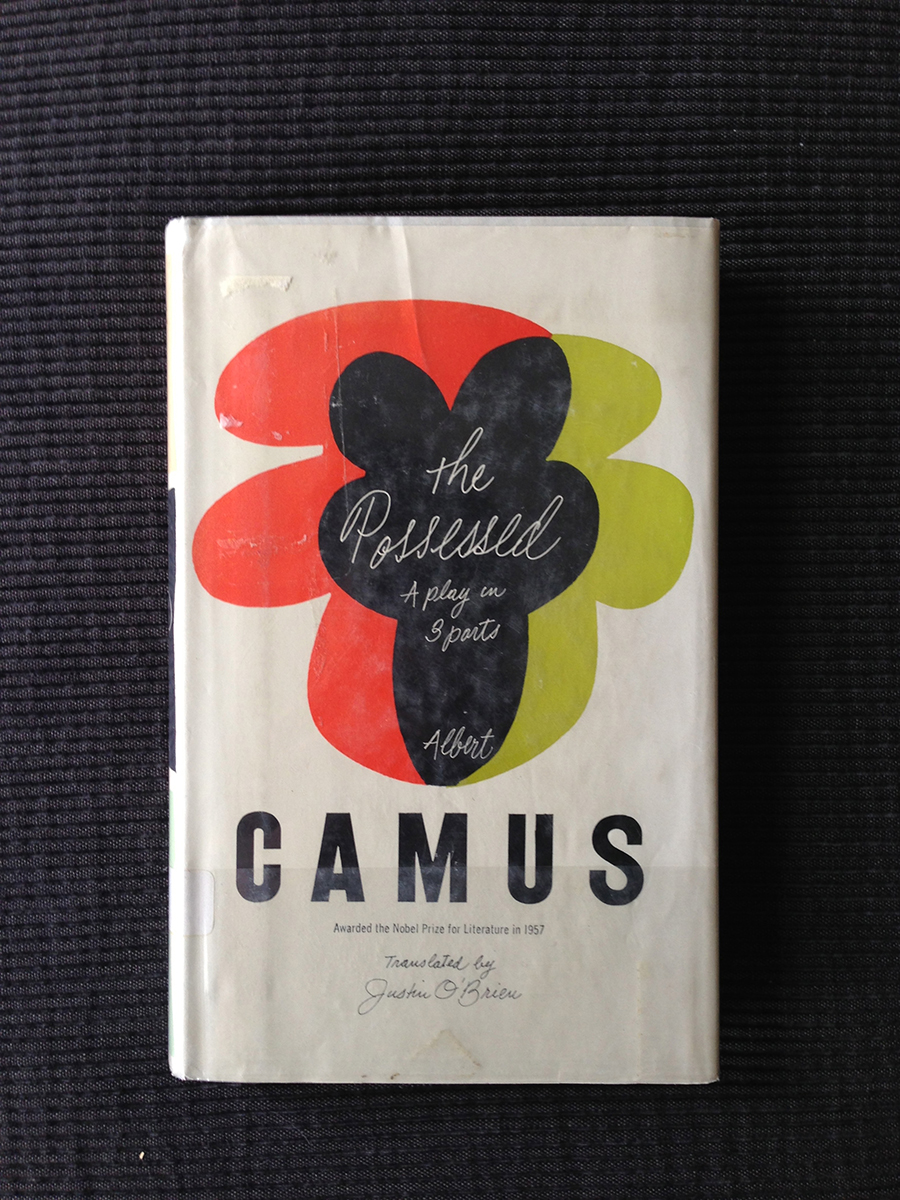 the
Possessed
A play in
3 parts
Albert
CAMUS
Awarded the Nobel Prize for Literature in 1957
Translated by
Justin O'Brien